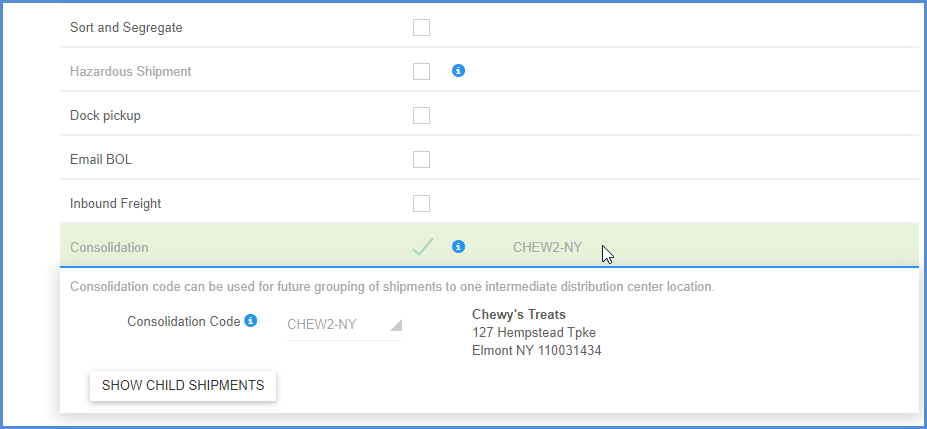 Sort and Segregate
Hazardous Shipment
Dock pickup
Email BOL
Inbound Freight
Consolidation CHEW2-NY
Consolidation code can be used for future grouping of shipments to one intermediate distribution center location.
Consolidation Code CHEW2-NY
Chewy's Treats
127 Hempstead Tpke
Elmont NY 110031434
SHOW CHILD SHIPMENTS